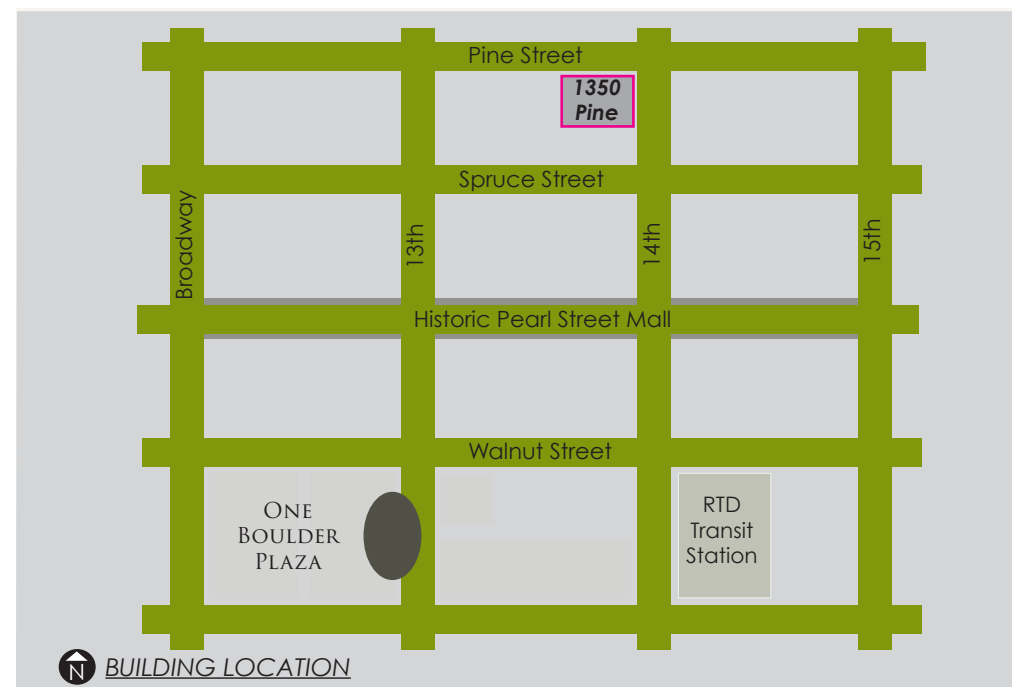 Pine Street
1350
Pine
Spruce Street
Broadway
13th
14th
15th
Historic Pearl Street Mall
Walnut Street
One
Boulder
Plaza
RTD
Transit
Station
N
BUILDING LOCATION